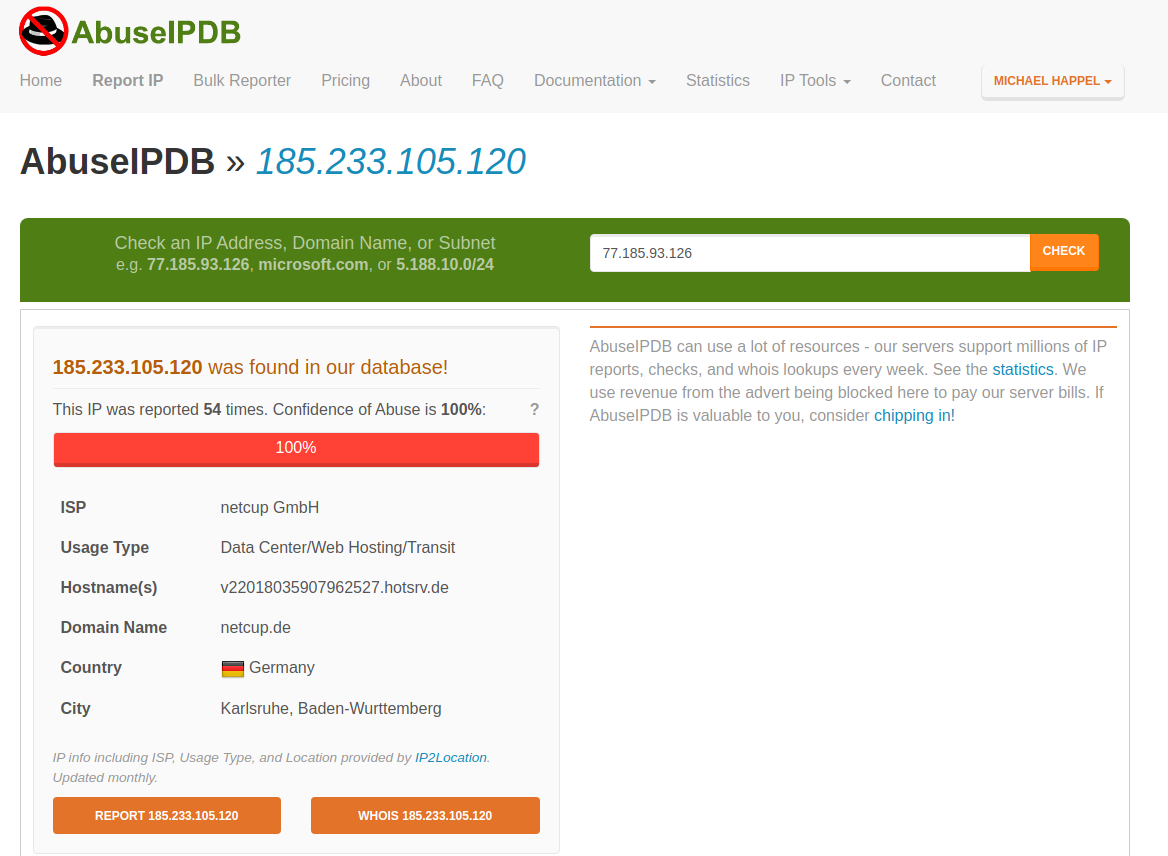 AbuseIPDB
Home Report IP Bulk Reporter Pricing About FAQ Documentation Statistics IP Tools Contact MICHAEL HAPPEL
AbuseIPDB » 185.233.105.120
Check an IP Address, Domain Name, or Subnet
e.g. 77.185.93.126, microsoft.com, or 5.188.10.0/24
77.185.93.126 CHECK
185.233.105.120 was found in our database!
This IP was reported 54 times. Confidence of Abuse is 100%: ?
100%
ISP netcup GmbH
Usage Type Data Center/Web Hosting/Transit
Hostname(s) v22018035907962527.hotsrv.de
Domain Name netcup.de
Country Germany
City Karlsruhe, Baden-Wurttemberg
IP info including ISP, Usage Type, and Location provided by IP2Location.
Updated monthly.
REPORT 185.233.105.120 WHOIS 185.233.105.120
AbuseIPDB can use a lot of resources - our servers support millions of IP
reports, checks, and whois lookups every week. See the statistics. We
use revenue from the advert being blocked here to pay our server bills. If
AbuseIPDB is valuable to you, consider chipping in!